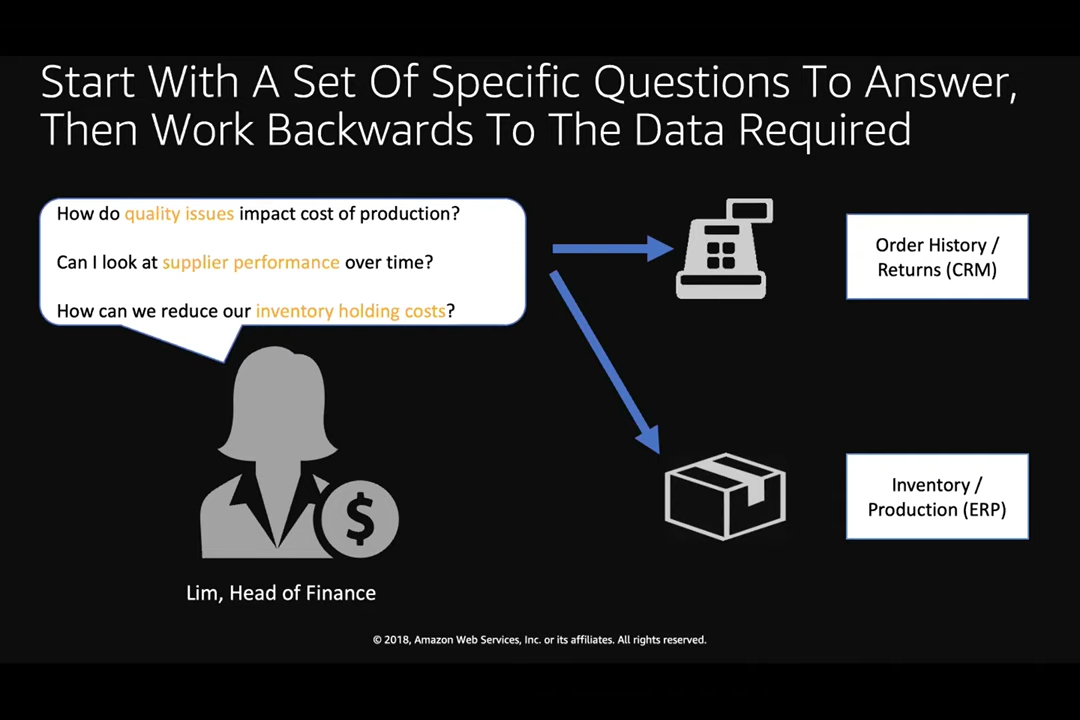 Start With A Set Of Specific Questions To Answer,
Then Work Backwards To The Data Required
How do quality issues impact cost of production?
Can I look at supplier performance over time?
How can we reduce our inventory holding costs?
Order History /
Returns (CRM)
Inventory /
Production (ERP)
$
Lim, Head of Finance
© 2018, Amazon Web Services, Inc. or its affiliates. All rights reserved.